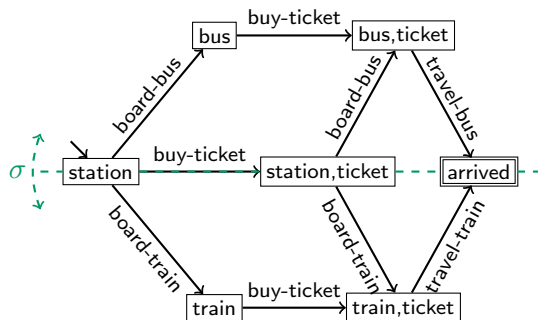 buy-ticket
bus
bus,ticket
board-bus
board-bus
travel-bus
σ
station
buy-ticket
station,ticket
arrived
board-train
board-train
travel-train
train
buy-ticket
train,ticket